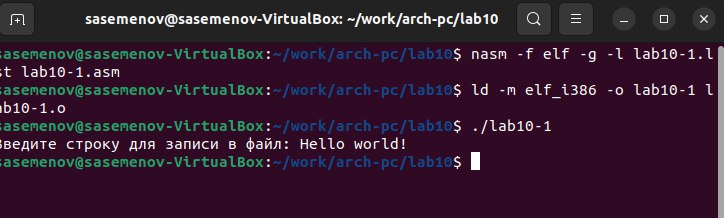 sasemenov@sasemenov-VirtualBox: ~/work/arch-pc/lab10
sasemenov@sasemenov-VirtualBox:~/work/arch-pc/lab10$ nasm -f elf -g -l lab10-1.l
st lab10-1.asm
sasemenov@sasemenov-VirtualBox:~/work/arch-pc/lab10$ ld -m elf_i386 -o lab10-1 l
ab10-1.o
sasemenov@sasemenov-VirtualBox:~/work/arch-pc/lab10$ ./lab10-1
Введите строку для записи в файл: Hello world!
sasemenov@sasemenov-VirtualBox:~/work/arch-pc/lab10$